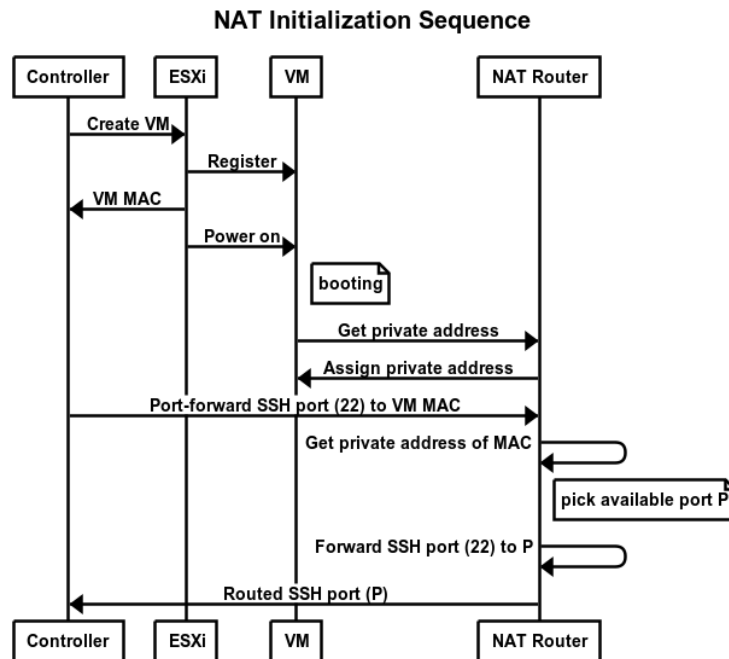 NAT Initialization Sequence
Controller ESXi VM NAT Router
Create VM
Register
VM MAC
Power on
booting
Get private address
Assign private address
Port-forward SSH port (22) to VM MAC
Get private address of MAC
pick available port P
Forward SSH port (22) to P
Routed SSH port (P)
Controller ESXi VM NAT Router